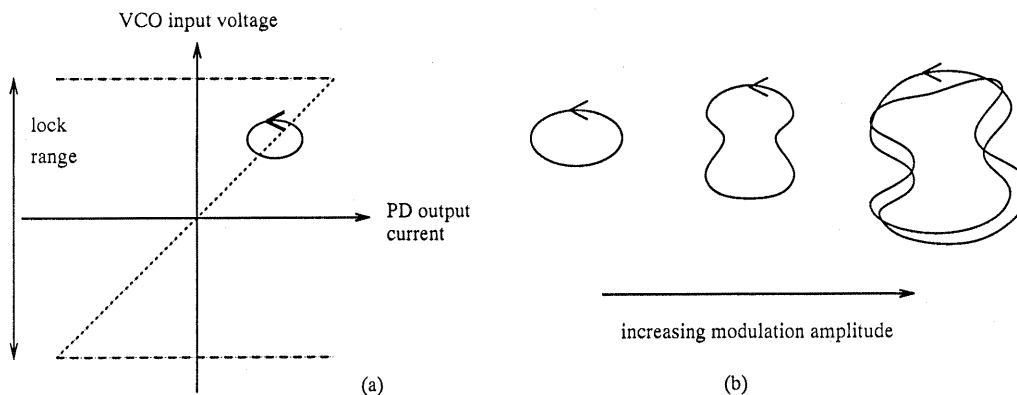 VCO input voltage
lock
range
PD output
current
(a)
increasing modulation amplitude
(b)